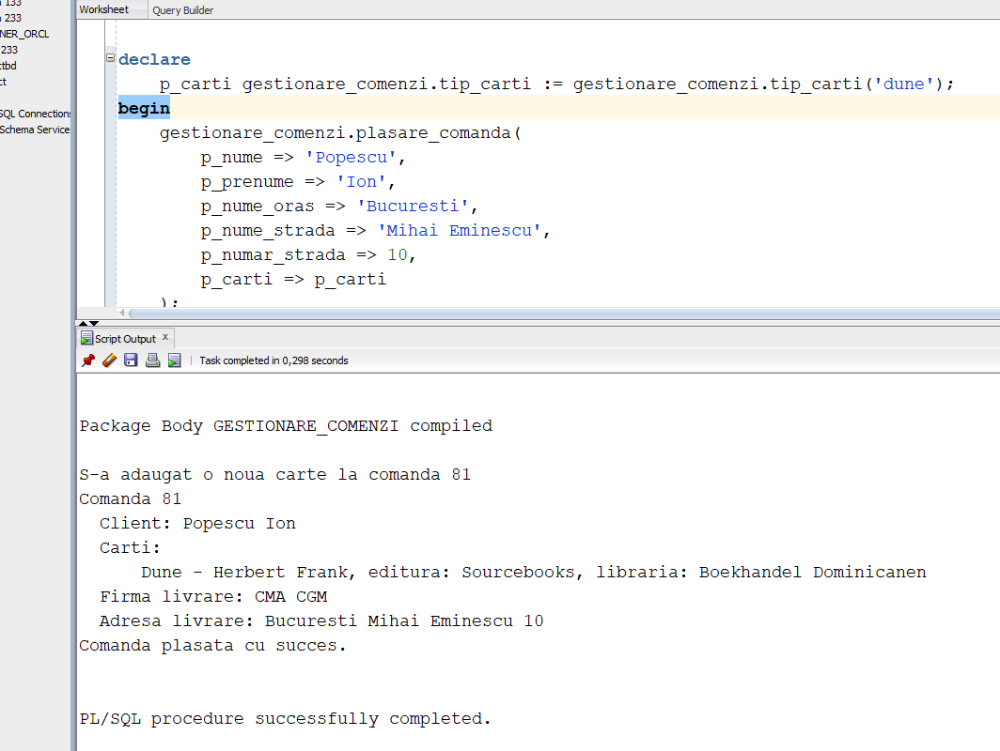 133
233
NER_ORCL
233
tbd
ct
SQL Connections
Schema Service
Worksheet Query Builder
declare
p_carti gestionare_comenzi.tip_carti := gestionare_comenzi.tip_carti('dune');
begin
gestionare_comenzi.plasare_comanda(
p_nume => 'Popescu',
p_prenume => 'Ion',
p_nume_oras => 'Bucuresti',
p_nume_strada => 'Mihai Eminescu',
p_numar_strada => 10,
p_carti => p_carti
);
Script Output x
Task completed in 0,298 seconds
Package Body GESTIONARE_COMENZI compiled
S-a adaugat o noua carte la comanda 81
Comanda 81
Client: Popescu Ion
Carti:
Dune - Herbert Frank, editura: Sourcebooks, libraria: Boekhandel Dominicanen
Firma livrare: CMA CGM
Adresa livrare: Bucuresti Mihai Eminescu 10
Comanda plasata cu succes.
PL/SQL procedure successfully completed.